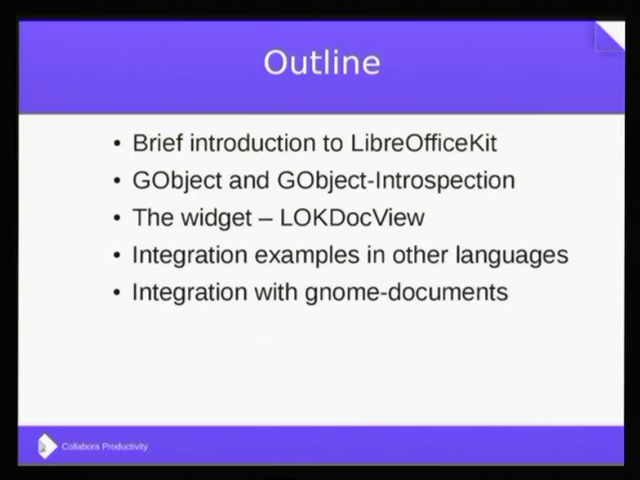 Outline
• Brief introduction to LibreOfficeKit
• GObject and GObject-Introspection
• The widget – LOKDocView
• Integration examples in other languages
• Integration with gnome-documents
Collabora Productivity